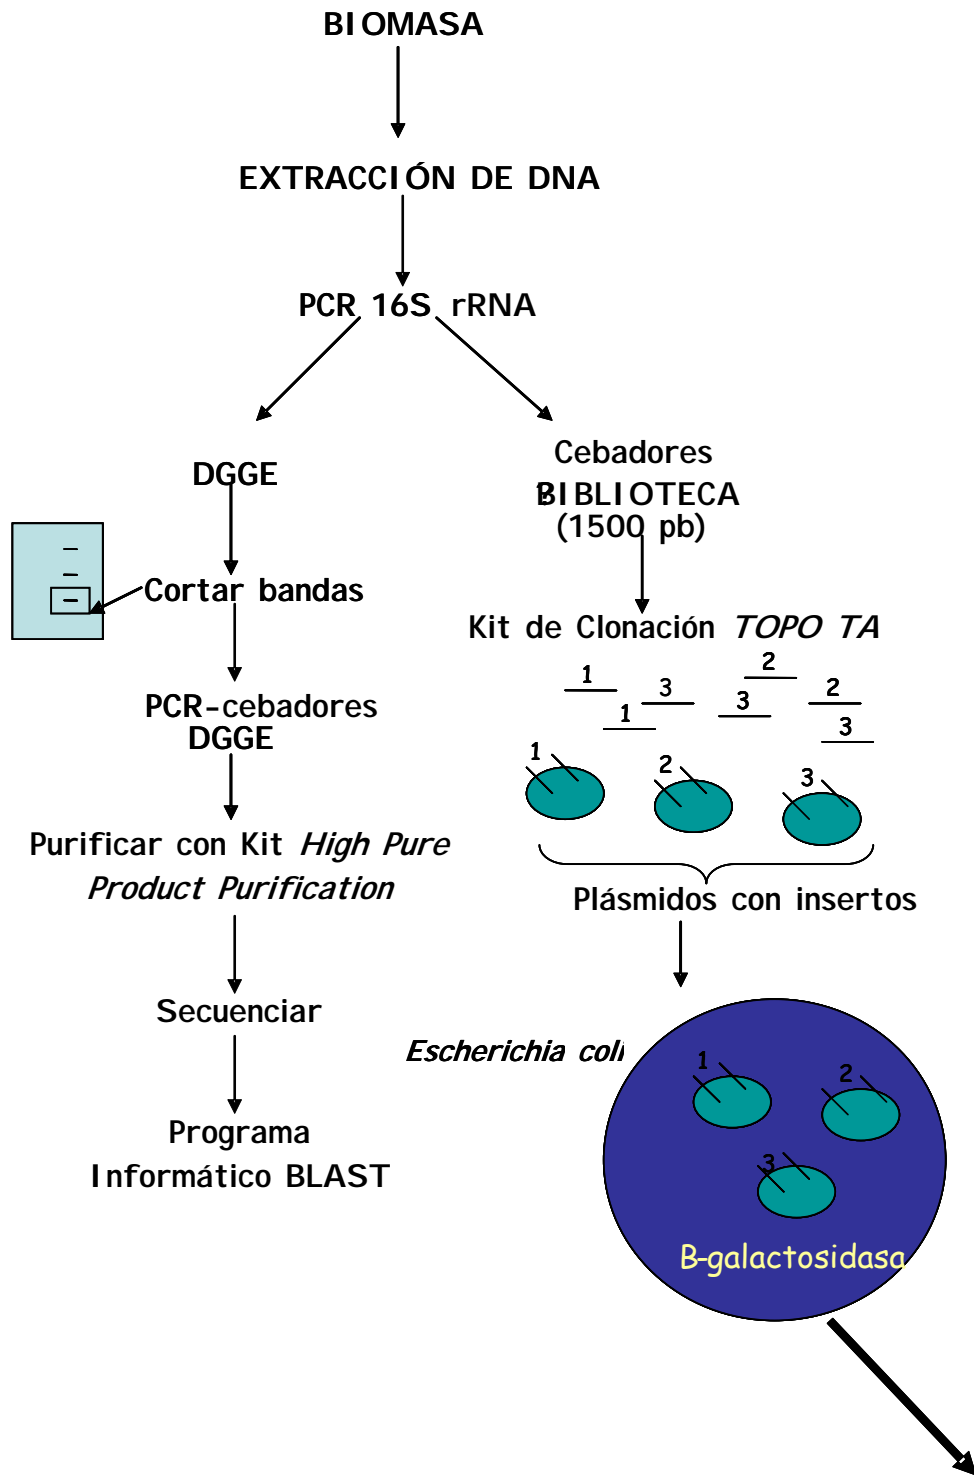 BIOMASA
EXTRACCIÓN DE DNA
PCR 16S rRNA
DGGE
Cortar bandas
PCR-cebadores
DGGE
Purificar con Kit High Pure
Product Purification
Secuenciar
Programa
Informático BLAST
Cebadores
BIBLIOTECA
(1500 pb)
Kit de Clonación TOPO TA
1
3
2
2
1
3
3
1
2
3
Plásmidos con insertos
Escherichia coli
1
2
3
B-galactosidasa